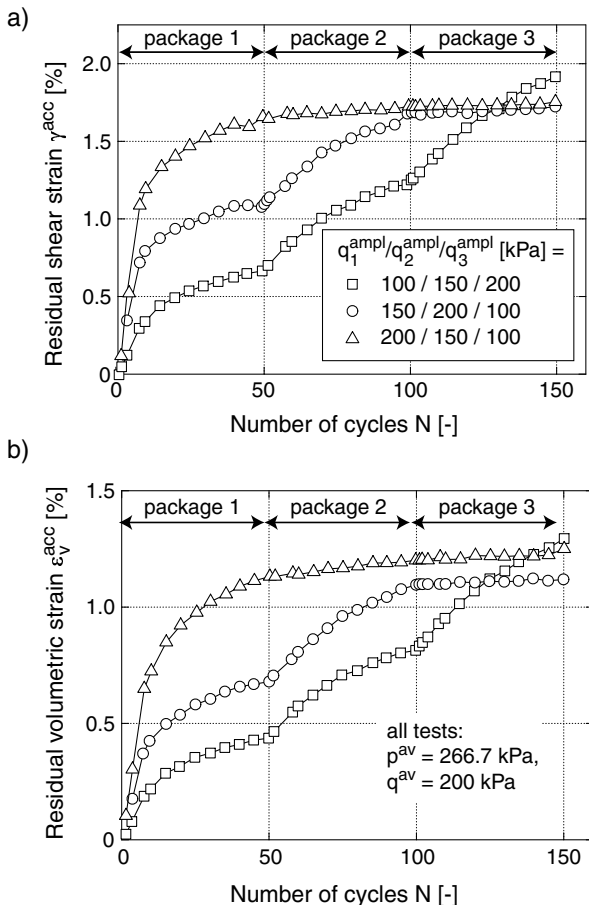 a)
package 1
package 2
package 3
2.0
1.5
1.0
0.5
0
Residual shear strain γ^acc [%]
q₁^ampl/q₂^ampl/q₃^ampl [kPa] =
100 / 150 / 200
150 / 200 / 100
200 / 150 / 100
0 50 100 150
Number of cycles N [-]
b)
1.5
package 1
package 2
package 3
1.0
0.5
0
Residual volumetric strain εᵥ^acc [%]
all tests:
p^av = 266.7 kPa,
q^av = 200 kPa
0 50 100 150
Number of cycles N [-]